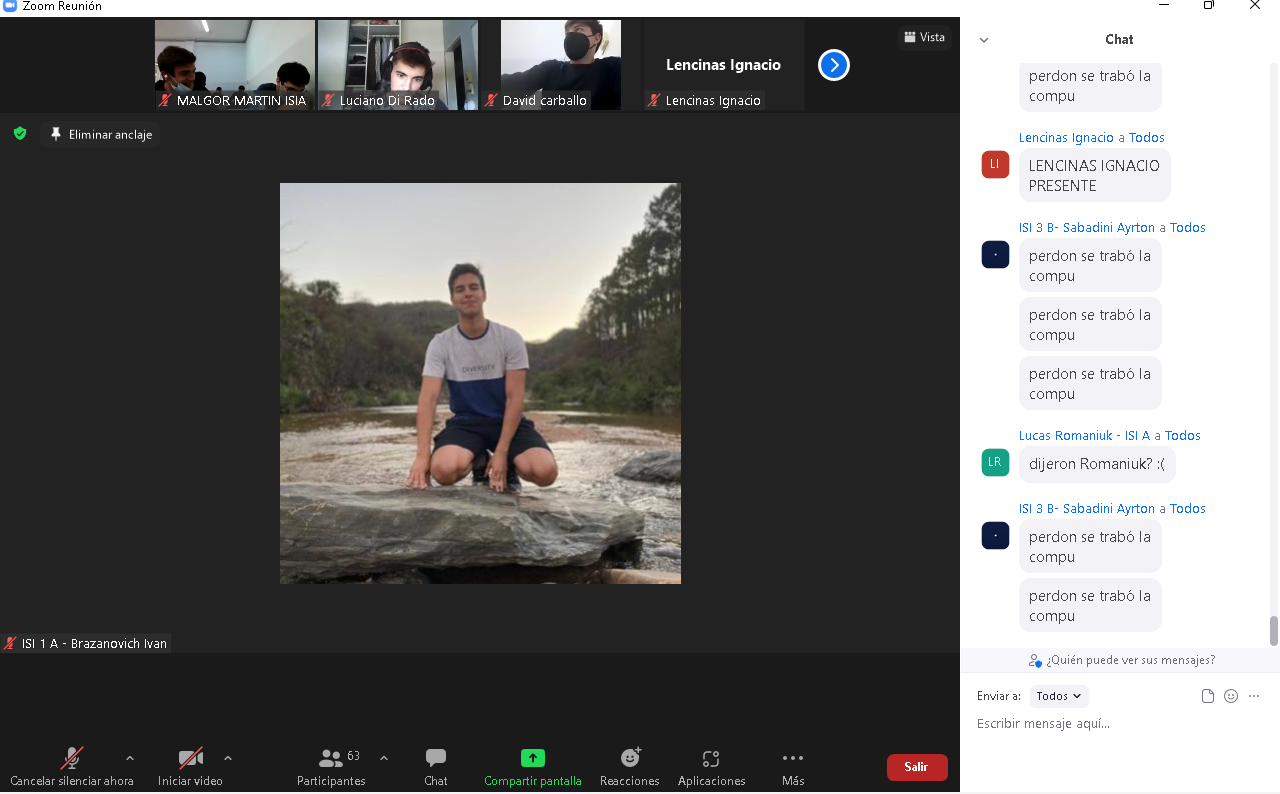 Zoom Reunión
MALGOR MARTIN ISIA
Luciano Di Rado
David carballo
Lencinas Ignacio
Lencinas Ignacio
Vista
Eliminar anclaje
DIVERSITY
ISI 1 A - Brazanovich Ivan
Cancelar silenciar ahora
Iniciar video
63
Participantes
Chat
Compartir pantalla
Reacciones
Aplicaciones
Más
Salir
Chat
perdon se trabó la
compu
Lencinas Ignacio a Todos
LI
LENCINAS IGNACIO
PRESENTE
ISI 3 B- Sabadini Ayrton a Todos
perdon se trabó la
compu
perdon se trabó la
compu
perdon se trabó la
compu
Lucas Romaniuk - ISI A a Todos
LR
dijeron Romaniuk? :(
ISI 3 B- Sabadini Ayrton a Todos
perdon se trabó la
compu
perdon se trabó la
compu
¿Quién puede ver sus mensajes?
Enviar a: Todos
Escribir mensaje aquí...